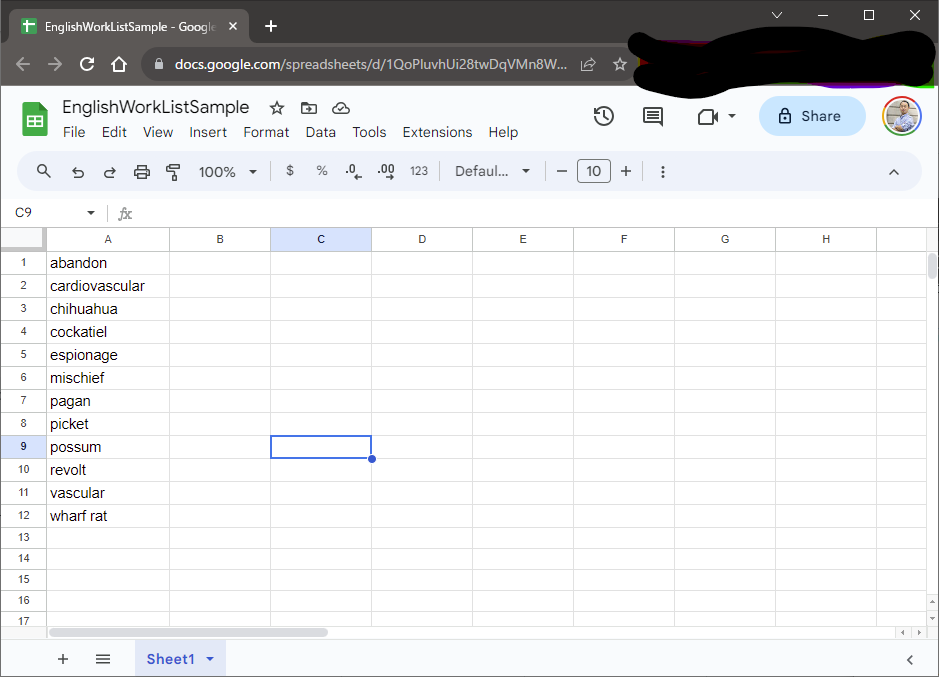 EnglishWorkListSample - Google
docs.google.com/spreadsheets/d/1QoPluvhUi28twDqVMn8W...
EnglishWorkListSample
File Edit View Insert Format Data Tools Extensions Help
Share
100% $ % .0 .00 123 Defaul... 10
C9
fx
A B C D E F G H
1 abandon
2 cardiovascular
3 chihuahua
4 cockatiel
5 espionage
6 mischief
7 pagan
8 picket
9 possum
10 revolt
11 vascular
12 wharf rat
13
14
15
16
17
Sheet1